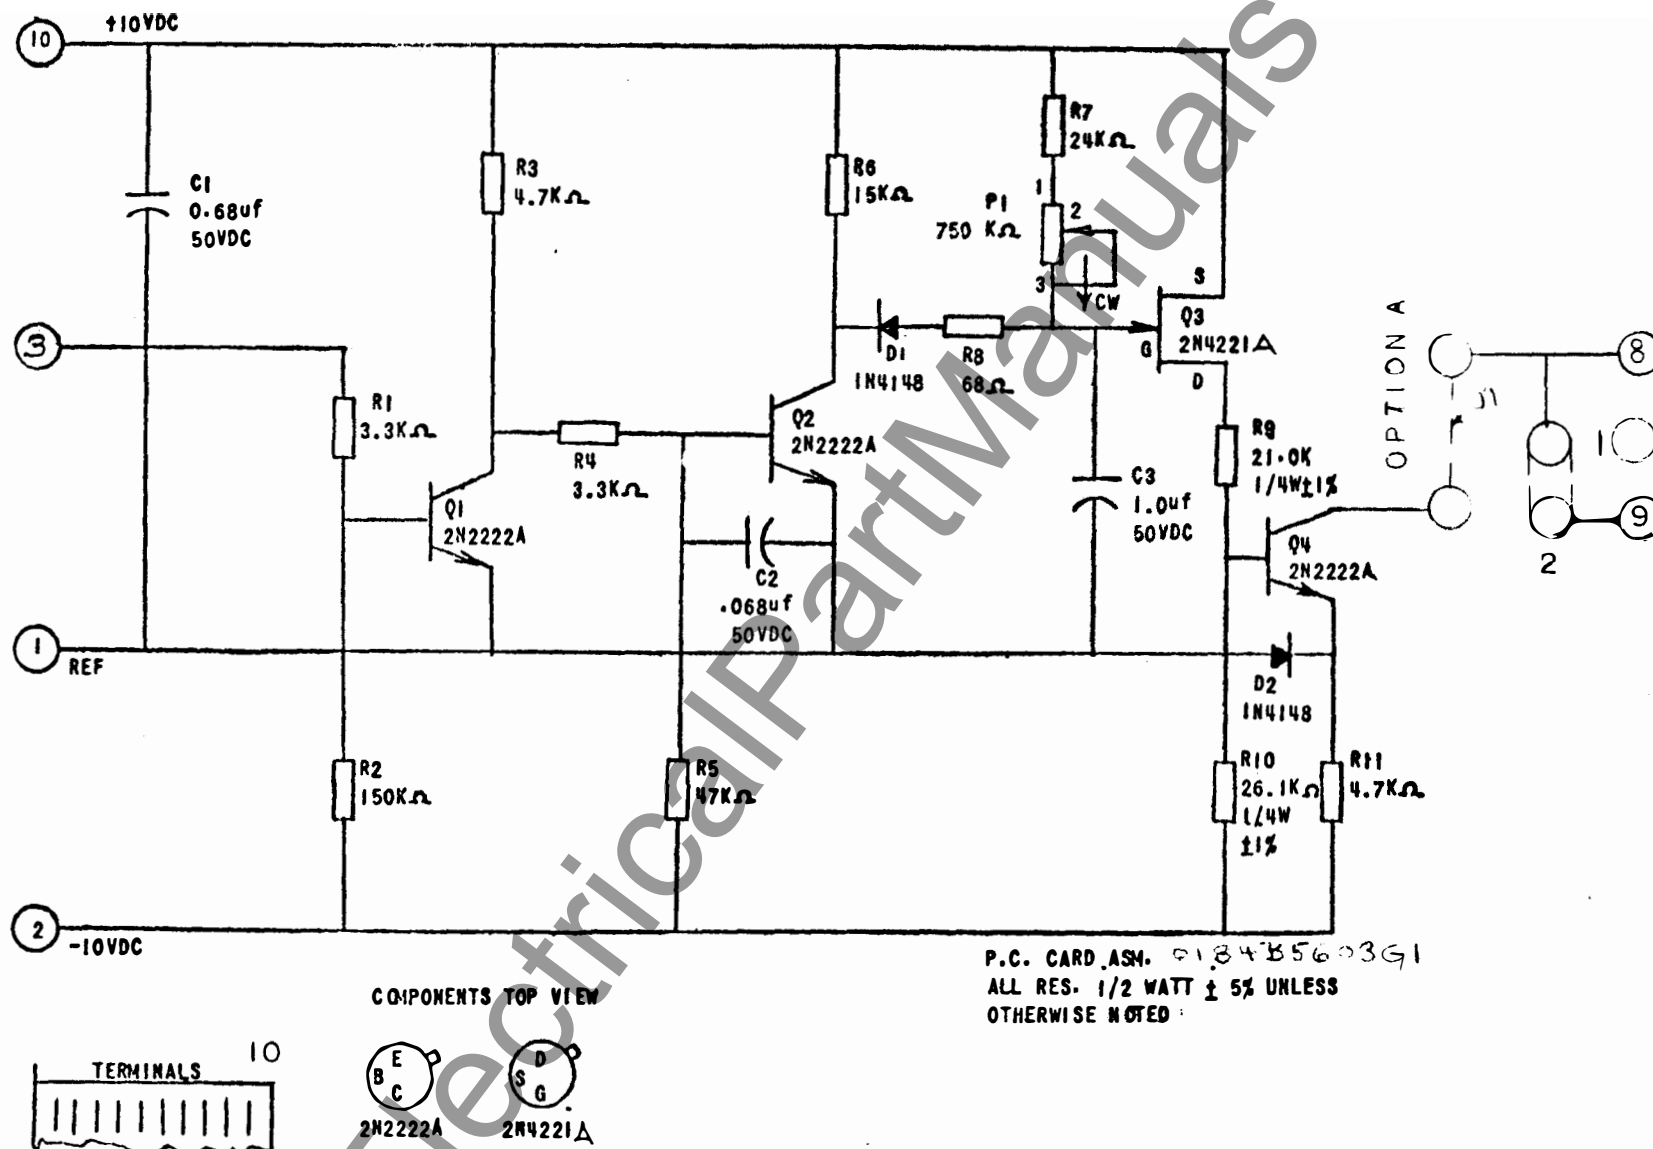 +10VDC
10
C1
0.68uf
50VDC
R3
4.7KΩ
R6
15KΩ
R7
24KΩ
1
P1
750 KΩ
2
3
CW
S
Q3
2N4221A
G
D
3
R1
3.3KΩ
D1
1N4148
R8
68Ω
OPTION A
J1
8
Q2
2N2222A
R4
3.3KΩ
R9
21.0K
1/4W±1%
1
C3
1.0uf
50VDC
Q1
2N2222A
Q4
2N2222A
9
2
C2
.068uf
50VDC
1
REF
D2
1N4148
R2
150KΩ
R5
47KΩ
R10
26.1KΩ
1/4W
±1%
R11
4.7KΩ
2
-10VDC
P.C. CARD ASM. 0184B5603G1
ALL RES. 1/2 WATT ± 5% UNLESS
OTHERWISE NOTED
COMPONENTS TOP VIEW
10
TERMINALS
E
B
C
2N2222A
D
S
G
2N4221A
ElectricalPartManuals